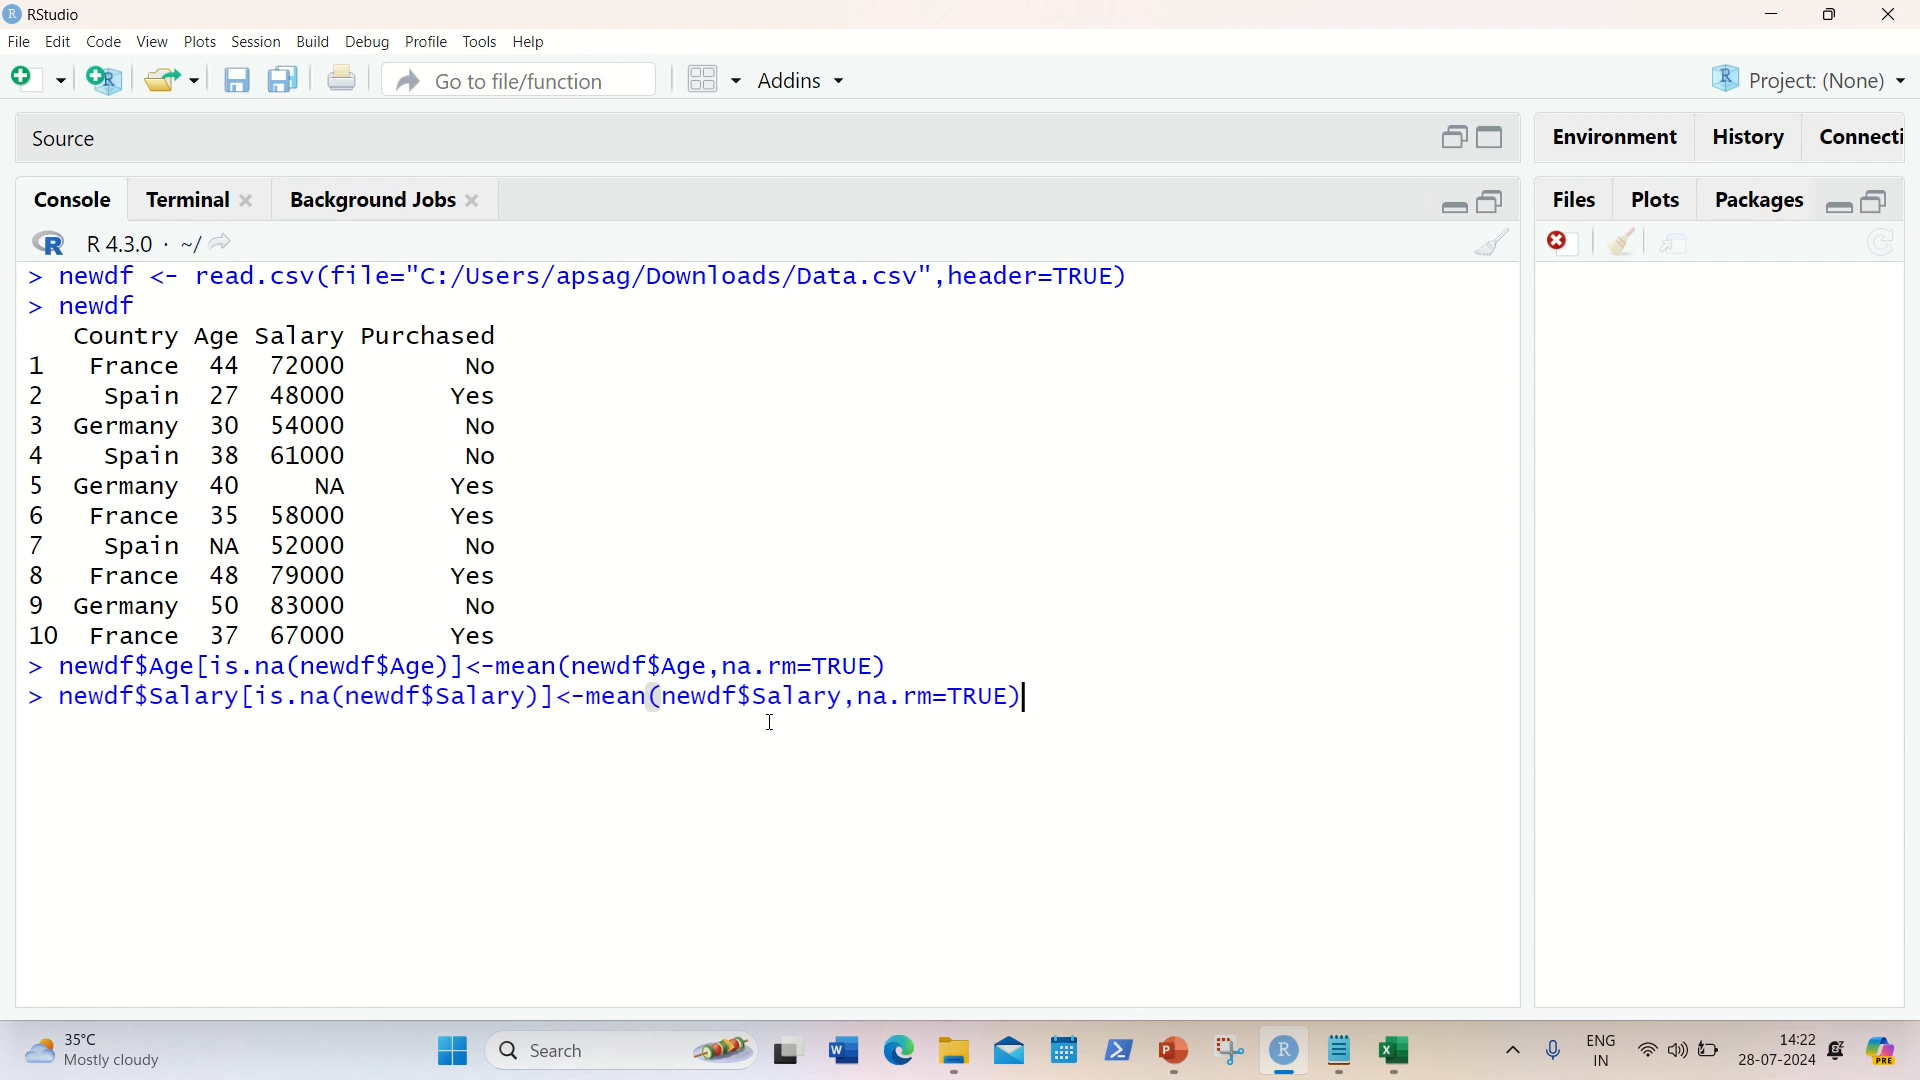 RStudio
File Edit Code View Plots Session Build Debug Profile Tools Help
Go to file/function Addins Project: (None)
Source
Environment History Connecti
Console Terminal Background Jobs
Files Plots Packages
R 4.3.0 · ~/
> newdf <- read.csv(file="C:/Users/apsag/Downloads/Data.csv",header=TRUE)
> newdf
Country Age Salary Purchased
1 France 44 72000 No
2 Spain 27 48000 Yes
3 Germany 30 54000 No
4 Spain 38 61000 No
5 Germany 40 NA Yes
6 France 35 58000 Yes
7 Spain NA 52000 No
8 France 48 79000 Yes
9 Germany 50 83000 No
10 France 37 67000 Yes
> newdf$Age[is.na(newdf$Age)]<-mean(newdf$Age,na.rm=TRUE)
> newdf$Salary[is.na(newdf$Salary)]<-mean(newdf$Salary,na.rm=TRUE)
35°C
Mostly cloudy
Search
ENG
IN
14:22
28-07-2024
PRE